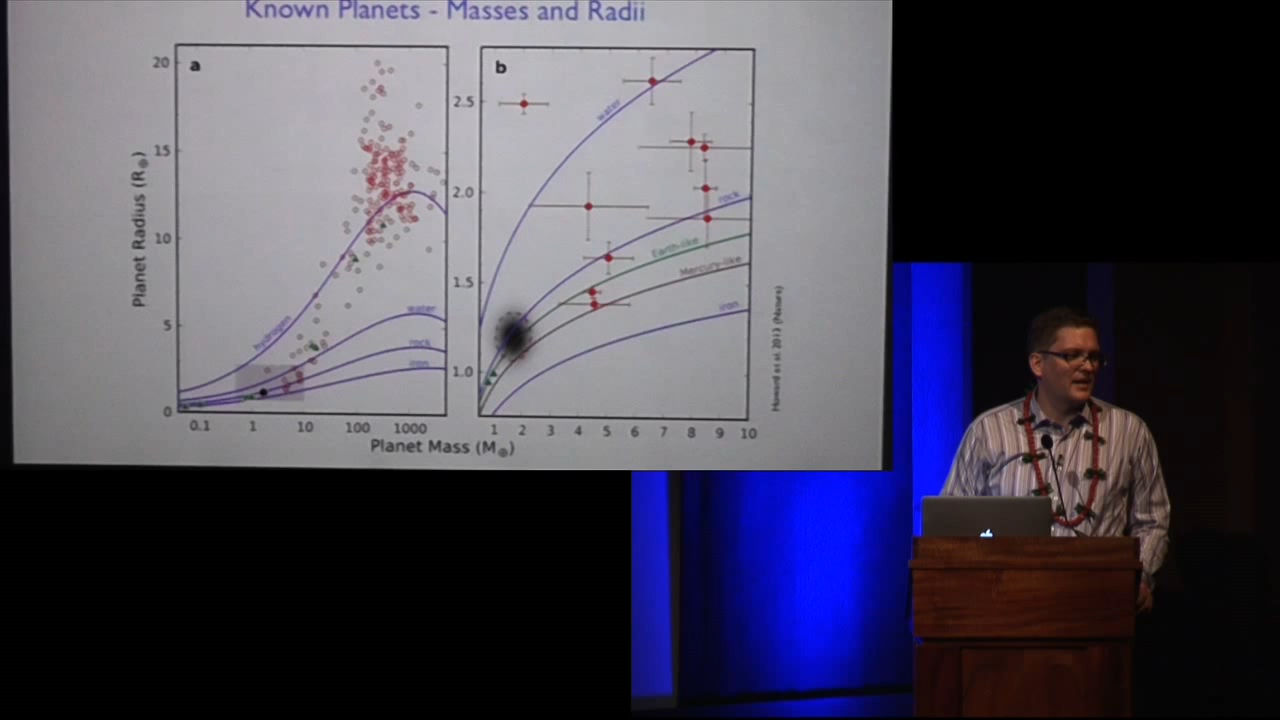 Known Planets - Masses and Radii
a
b
Planet Radius (R⊕)
20
15
10
5
0
hydrogen
water
rock
iron
0.1
1
10
100
1000
2.5
2.0
1.5
1.0
water
rock
Earth-like
Mercury-like
iron
1
2
3
4
5
6
7
8
9
10
Planet Mass (M⊕)
Howard et al. 2013 (Nature)